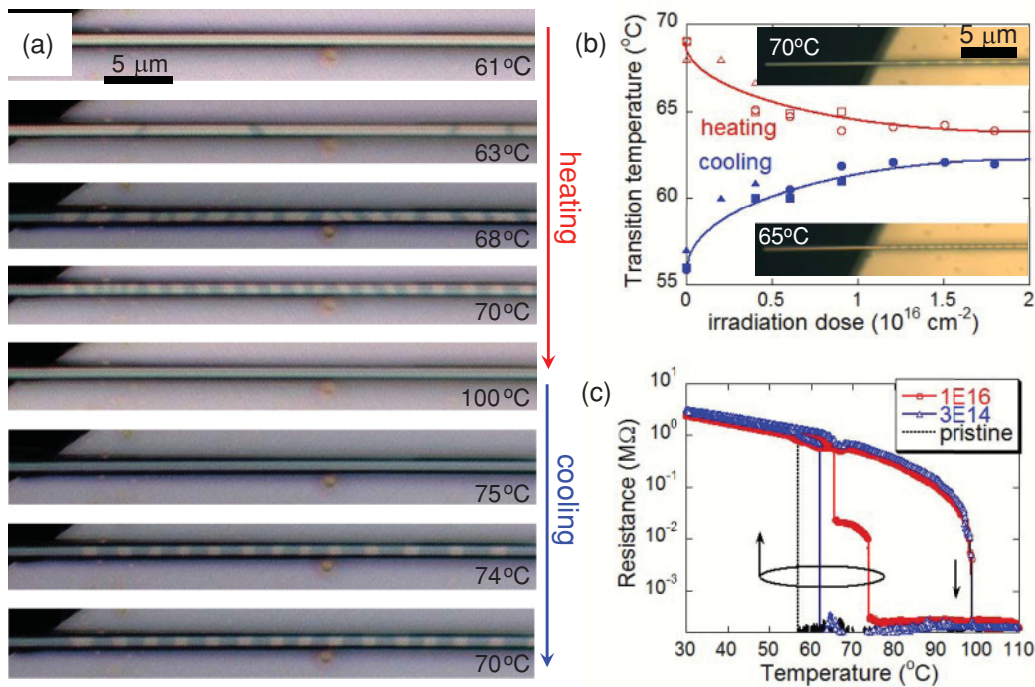 (a)
5 μm
61°C
63°C
68°C
70°C
100°C
75°C
74°C
70°C
heating
cooling
(b)
Transition temperature (°C)
70
65
60
55
70°C
5 μm
heating
cooling
65°C
0
0.5
1
1.5
2
irradiation dose (10¹⁶ cm⁻²)
(c)
Resistance (MΩ)
10¹
10⁰
10⁻¹
10⁻²
10⁻³
1E16
3E14
pristine
30 40 50 60 70 80 90 100 110
Temperature (°C)